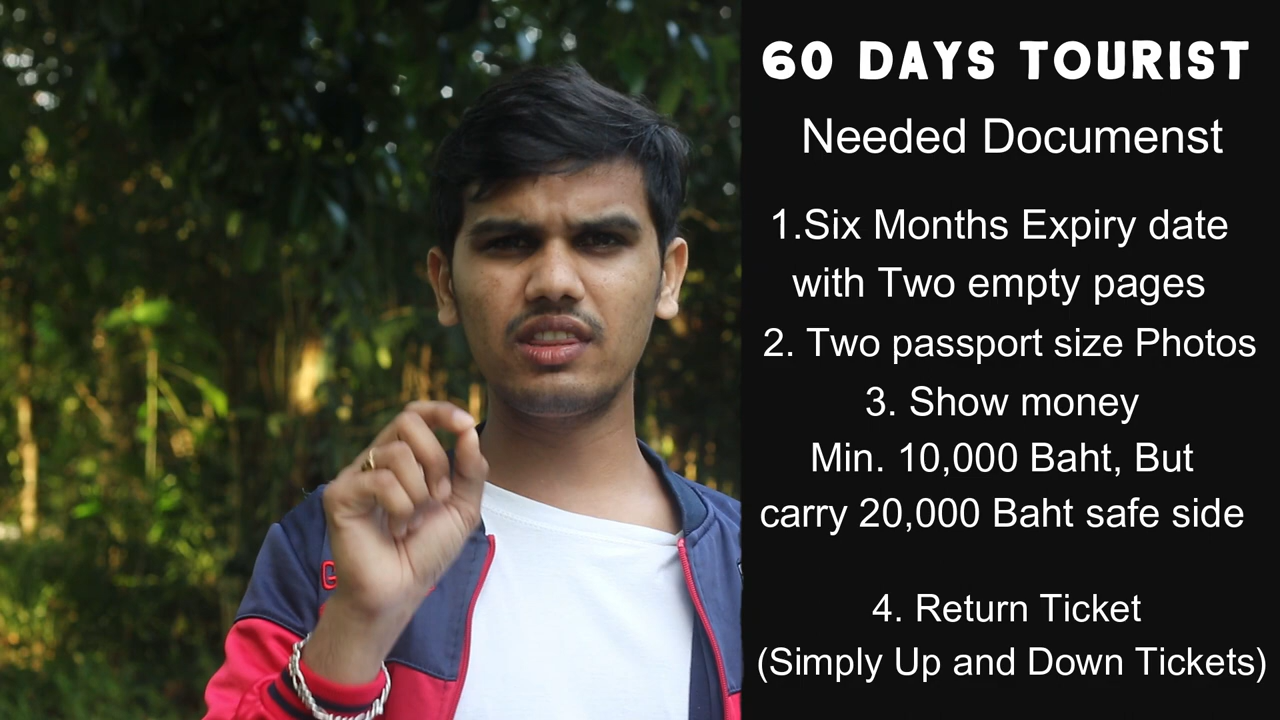 60 DAYS TOURIST
Needed Documenst
1.Six Months Expiry date
with Two empty pages
2. Two passport size Photos
3. Show money
Min. 10,000 Baht, But
carry 20,000 Baht safe side
4. Return Ticket
(Simply Up and Down Tickets)
G